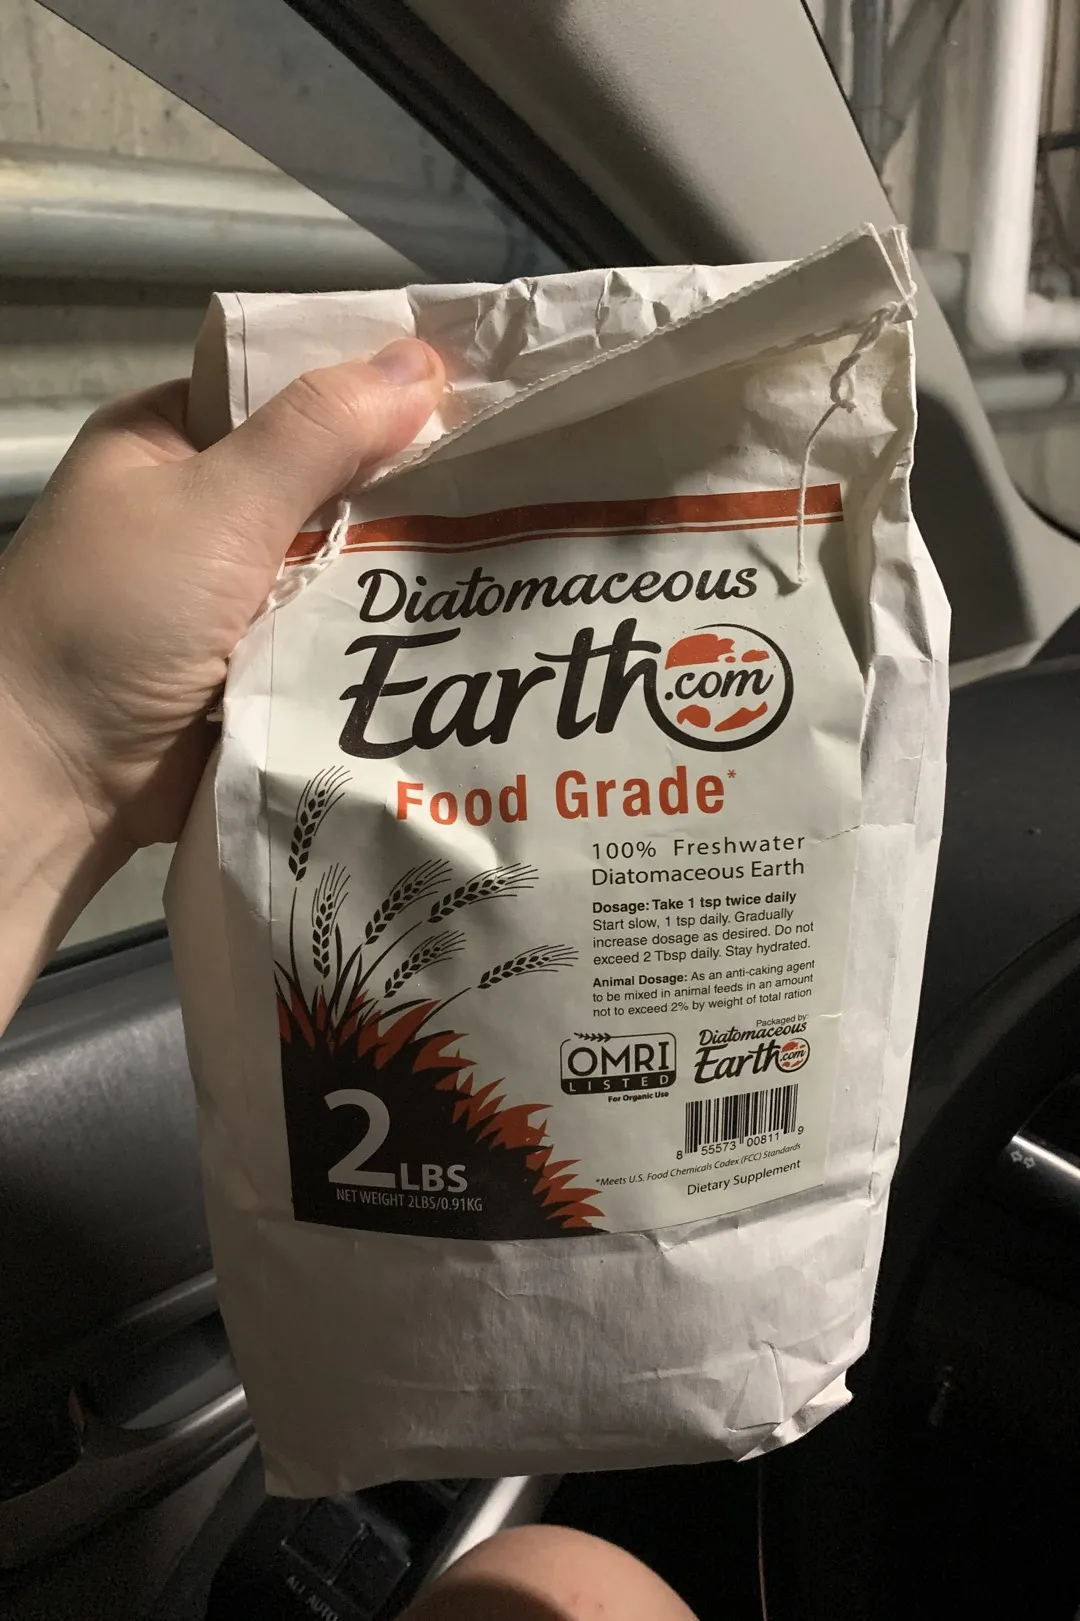 Diatomaceous
Earth.com
Food Grade*
100% Freshwater
Diatomaceous Earth
Dosage: Take 1 tsp twice daily
Start slow, 1 tsp daily. Gradually
increase dosage as desired. Do not
exceed 2 Tbsp daily. Stay hydrated.
Animal Dosage: As an anti-caking agent
to be mixed in animal feeds in an amount
not to exceed 2% by weight of total ration
OMRI
LISTED
For Organic Use
Packaged by:
Diatomaceous
Earth.com
8 55573 00811 9
*Meets U.S. Food Chemicals Codex (FCC) Standards
Dietary Supplement
2 LBS
NET WEIGHT 2LBS/0.91KG
ALL AUTO